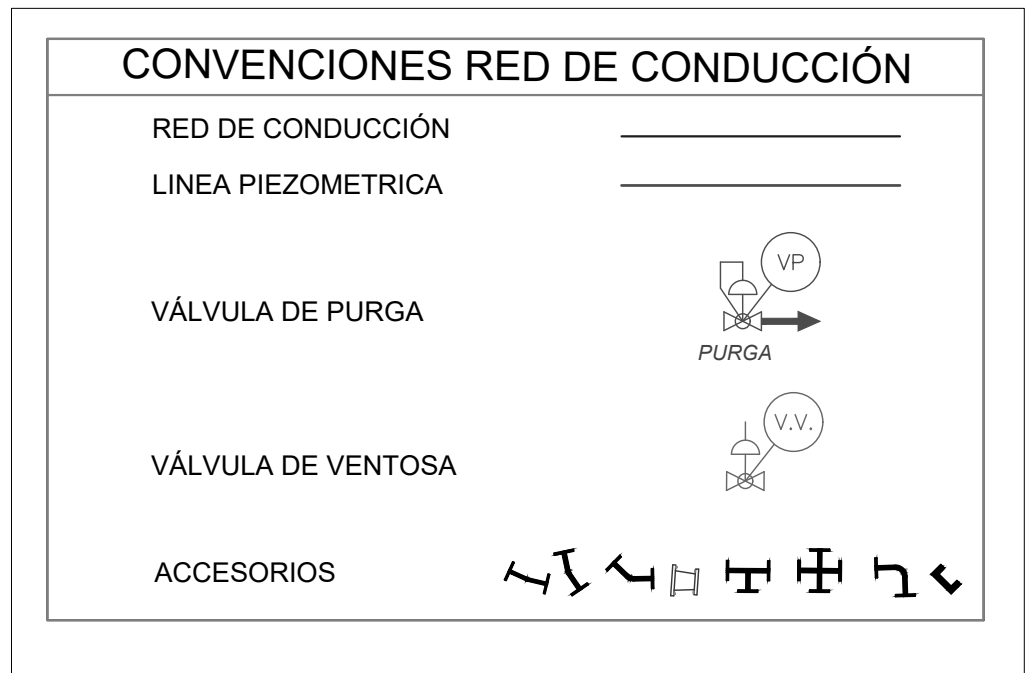 CONVENCIONES RED DE CONDUCCIÓN
RED DE CONDUCCIÓN
LINEA PIEZOMETRICA
VP
VÁLVULA DE PURGA
PURGA
V.V.
VÁLVULA DE VENTOSA
ACCESORIOS